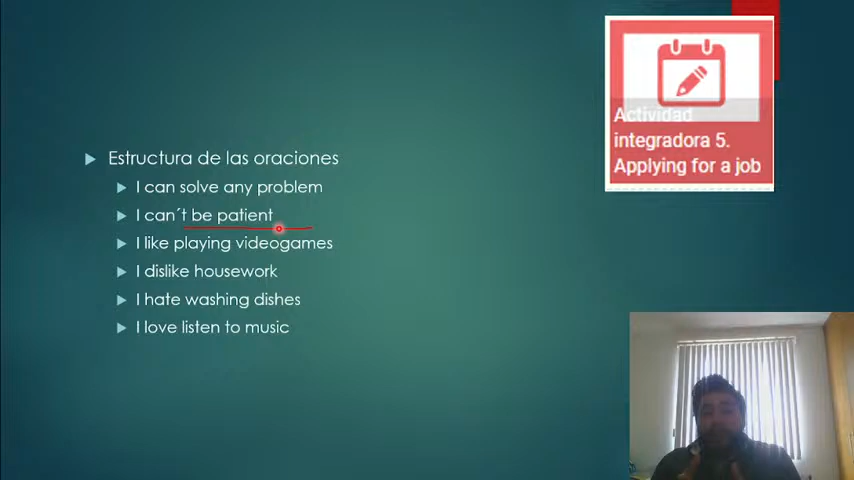 Estructura de las oraciones
I can solve any problem
I can´t be patient
I like playing videogames
I dislike housework
I hate washing dishes
I love listen to music
Actividad
integradora 5.
Applying for a job